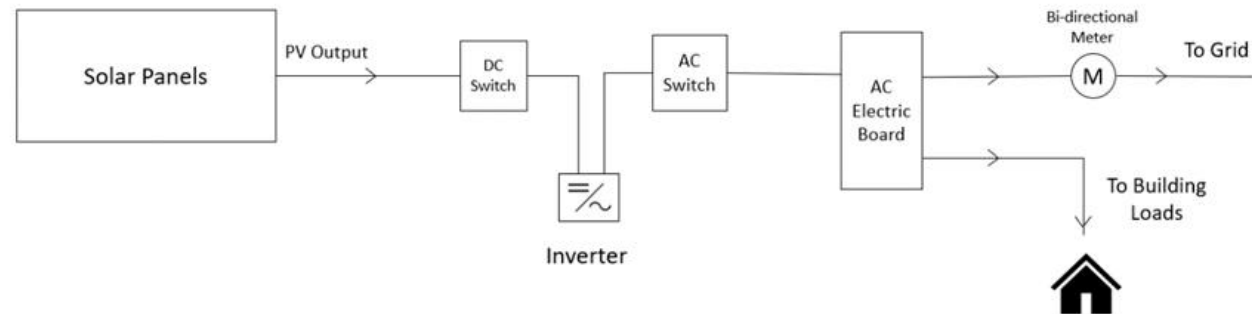 Solar Panels
PV Output
DC
Switch
Inverter
AC
Switch
AC
Electric
Board
Bi-directional
Meter
M
To Grid
To Building
Loads